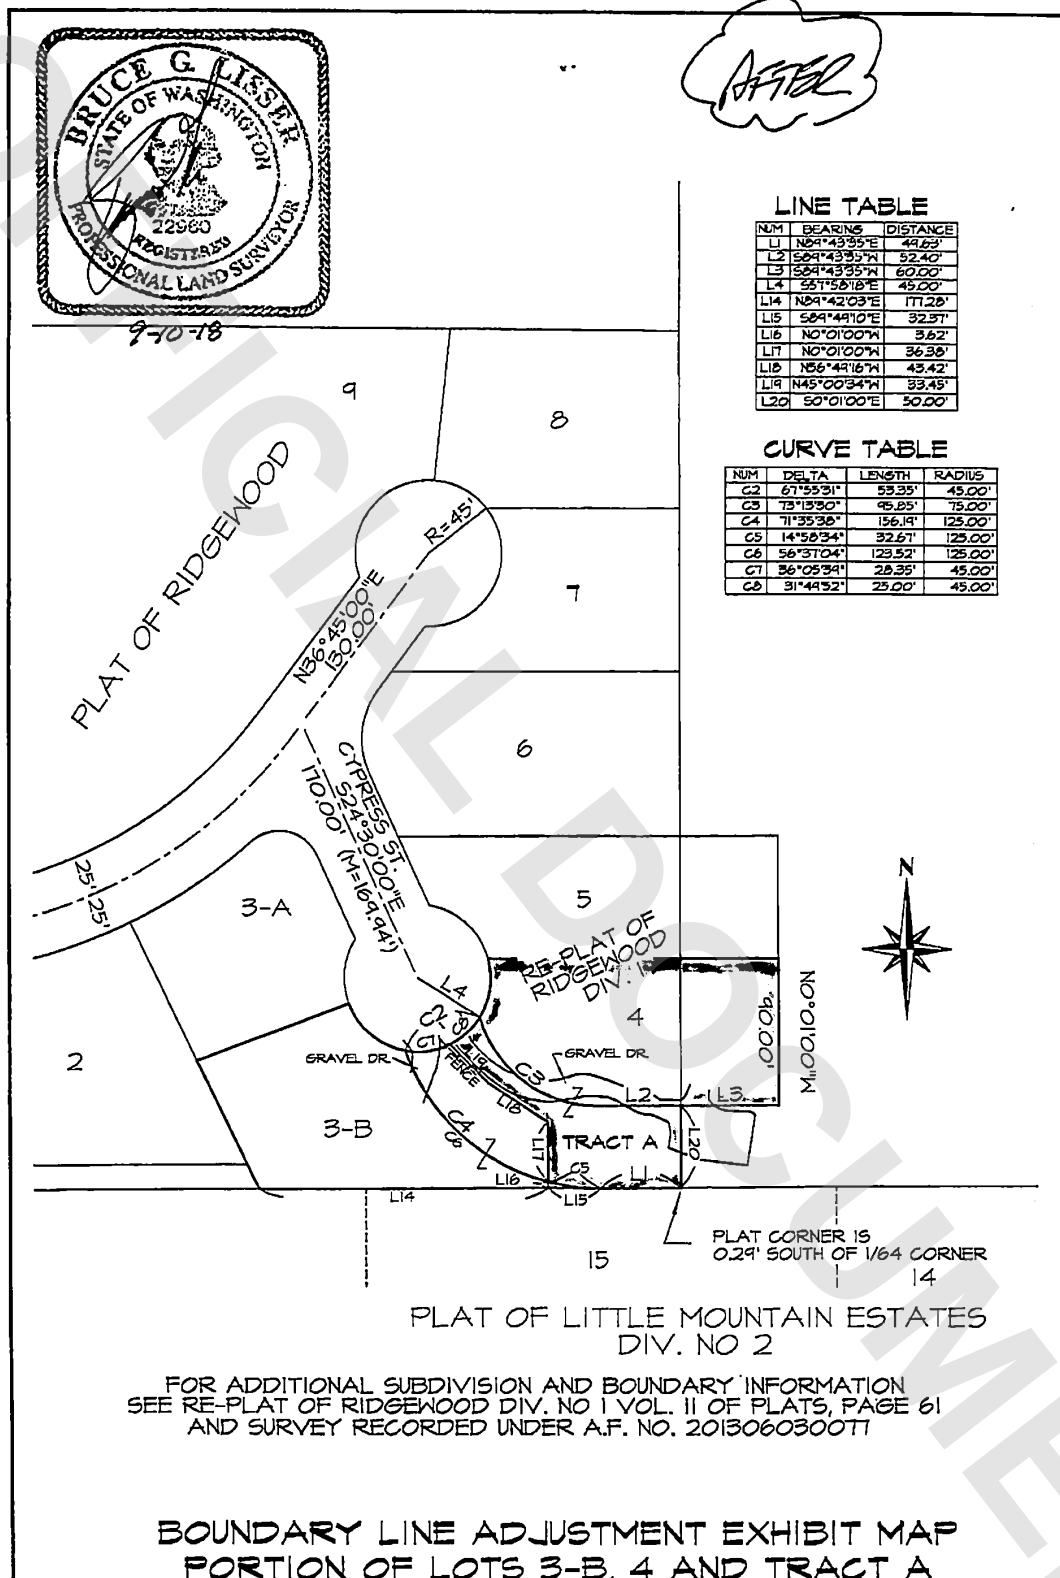 AFTER
BRUCE G. LISSER
STATE OF WASHINGTON
22960
REGISTERED
PROFESSIONAL LAND SURVEYOR
9-10-18
LINE TABLE
NUM BEARING DISTANCE
L1 N89°43'35"E 49.63'
L2 S89°43'35"W 52.40'
L3 S89°43'35"W 60.00'
L4 S57°58'18"E 45.00'
L14 N89°42'03"E 177.28'
L15 S89°49'10"E 32.37'
L16 N0°01'00"W 3.62'
L17 N0°01'00"W 36.38'
L18 N56°49'16"W 43.42'
L19 N45°00'34"W 33.45'
L20 S0°01'00"E 50.00'
CURVE TABLE
NUM DELTA LENGTH RADIUS
C2 67°55'31" 53.35' 45.00'
C3 73°13'30" 95.85' 75.00'
C4 71°35'38" 156.19' 125.00'
C5 14°58'34" 32.67' 125.00'
C6 56°37'04" 123.52' 125.00'
C7 36°05'39" 28.35' 45.00'
C8 31°49'52" 25.00' 45.00'
9
8
PLAT OF RIDGEWOOD
R=45'
7
N36°45'00"E
130.00'
6
CYPRESS ST.
S24°30'00"E
170.00' (M=169.94')
25' 25'
3-A
5
RE-PLAT OF
RIDGEWOOD
DIV. 1
N
L4
C2
C8
C7
4
90.00'
N0°01'00"W
2
GRAVEL DR.
L19
FENCE
C3
GRAVEL DR.
L2
L3
3-B
C4
C6
L18
L17
TRACT A
L20
L14
L16
C5
L15
L1
PLAT CORNER IS
0.29' SOUTH OF 1/64 CORNER
15
14
PLAT OF LITTLE MOUNTAIN ESTATES
DIV. NO 2
FOR ADDITIONAL SUBDIVISION AND BOUNDARY INFORMATION
SEE RE-PLAT OF RIDGEWOOD DIV. NO 1 VOL. 11 OF PLATS, PAGE 61
AND SURVEY RECORDED UNDER A.F. NO. 201306030077
BOUNDARY LINE ADJUSTMENT EXHIBIT MAP
PORTION OF LOTS 3-B, 4 AND TRACT A